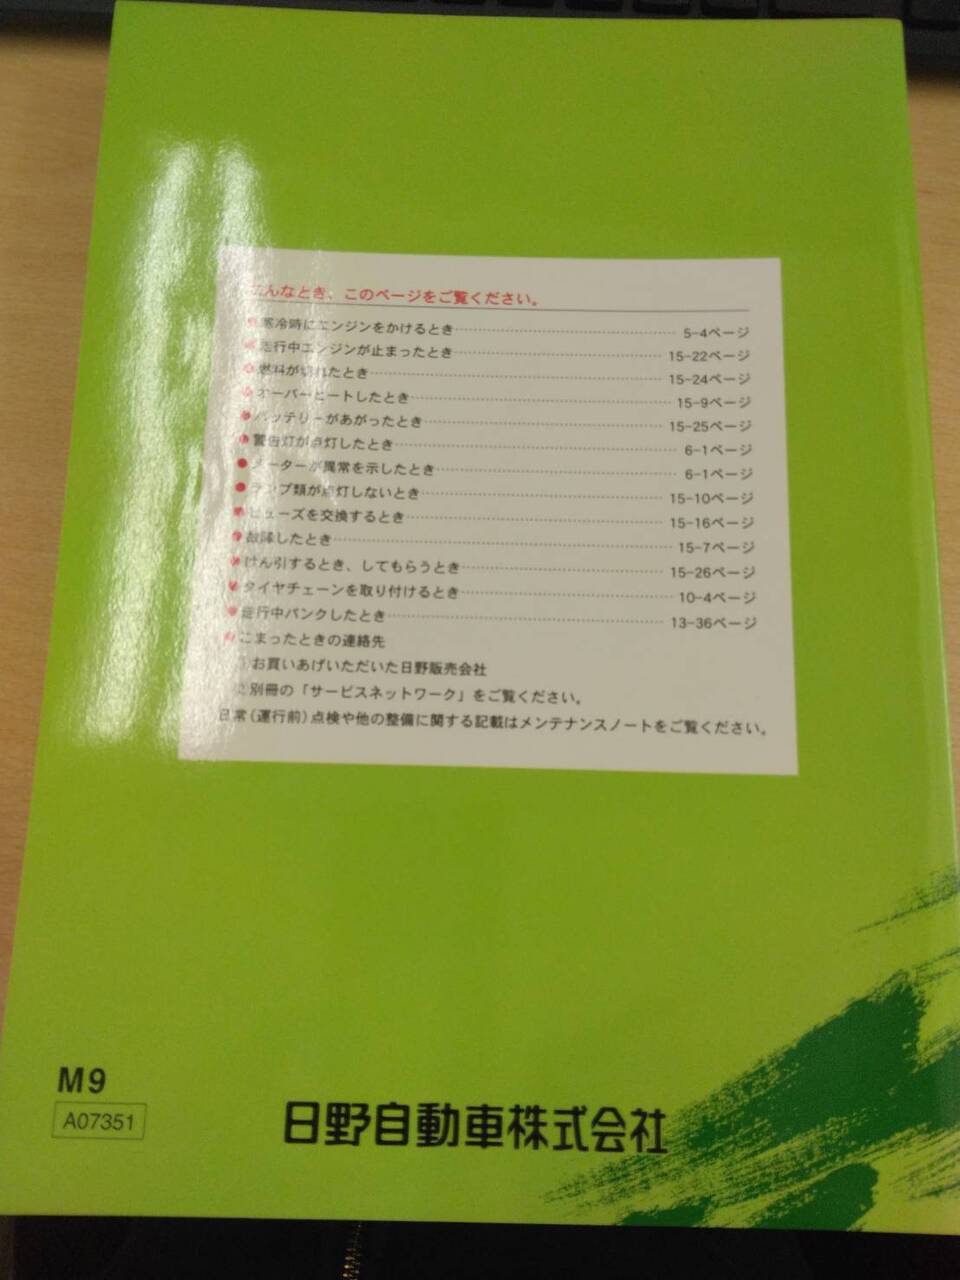 こんなとき、このページをご覧ください。
●寒冷時にエンジンをかけるとき 5-4ページ
●走行中エンジンが止まったとき 15-22ページ
●燃料が切れたとき 15-24ページ
●オーバーヒートしたとき 15-9ページ
●バッテリーがあがったとき 15-25ページ
●警告灯が点灯したとき 6-1ページ
●メーターが異常を示したとき 6-1ページ
●ランプ類が点灯しないとき 15-10ページ
●ヒューズを交換するとき 15-16ページ
●故障したとき 15-7ページ
●けん引するとき、してもらうとき 15-26ページ
●タイヤチェーンを取り付けるとき 10-4ページ
●走行中パンクしたとき 13-36ページ
●こまったときの連絡先
①お買いあげいただいた日野販売会社
②別冊の「サービスネットワーク」をご覧ください。
日常(運行前)点検や他の整備に関する記載はメンテナンスノートをご覧ください。
M9
A07351
日野自動車株式会社